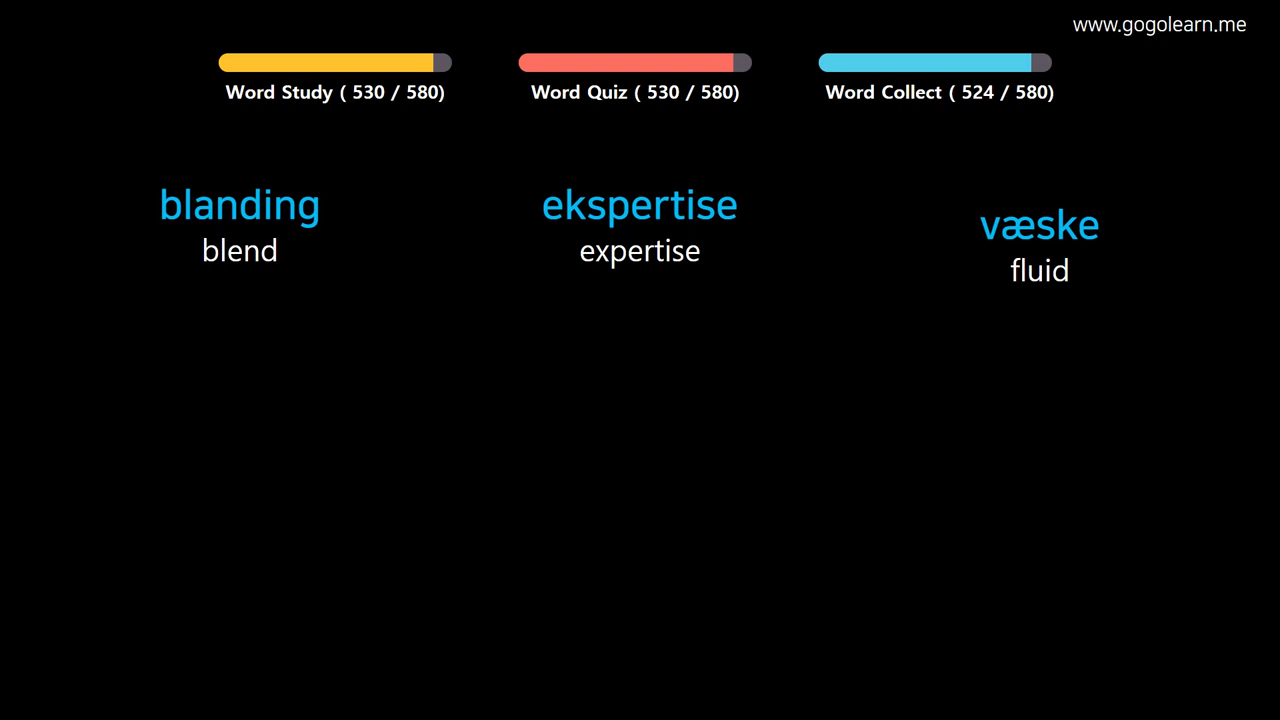 www.gogolearn.me
Word Study ( 530 / 580)
Word Quiz ( 530 / 580)
Word Collect ( 524 / 580)
blanding
blend
ekspertise
expertise
væske
fluid